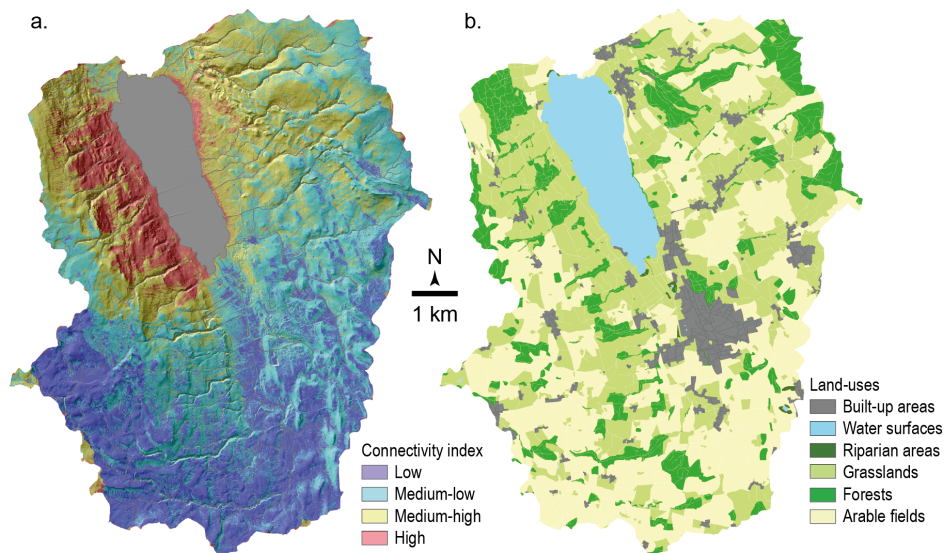 a.
b.
N
1 km
Connectivity index
Low
Medium-low
Medium-high
High
Land-uses
Built-up areas
Water surfaces
Riparian areas
Grasslands
Forests
Arable fields